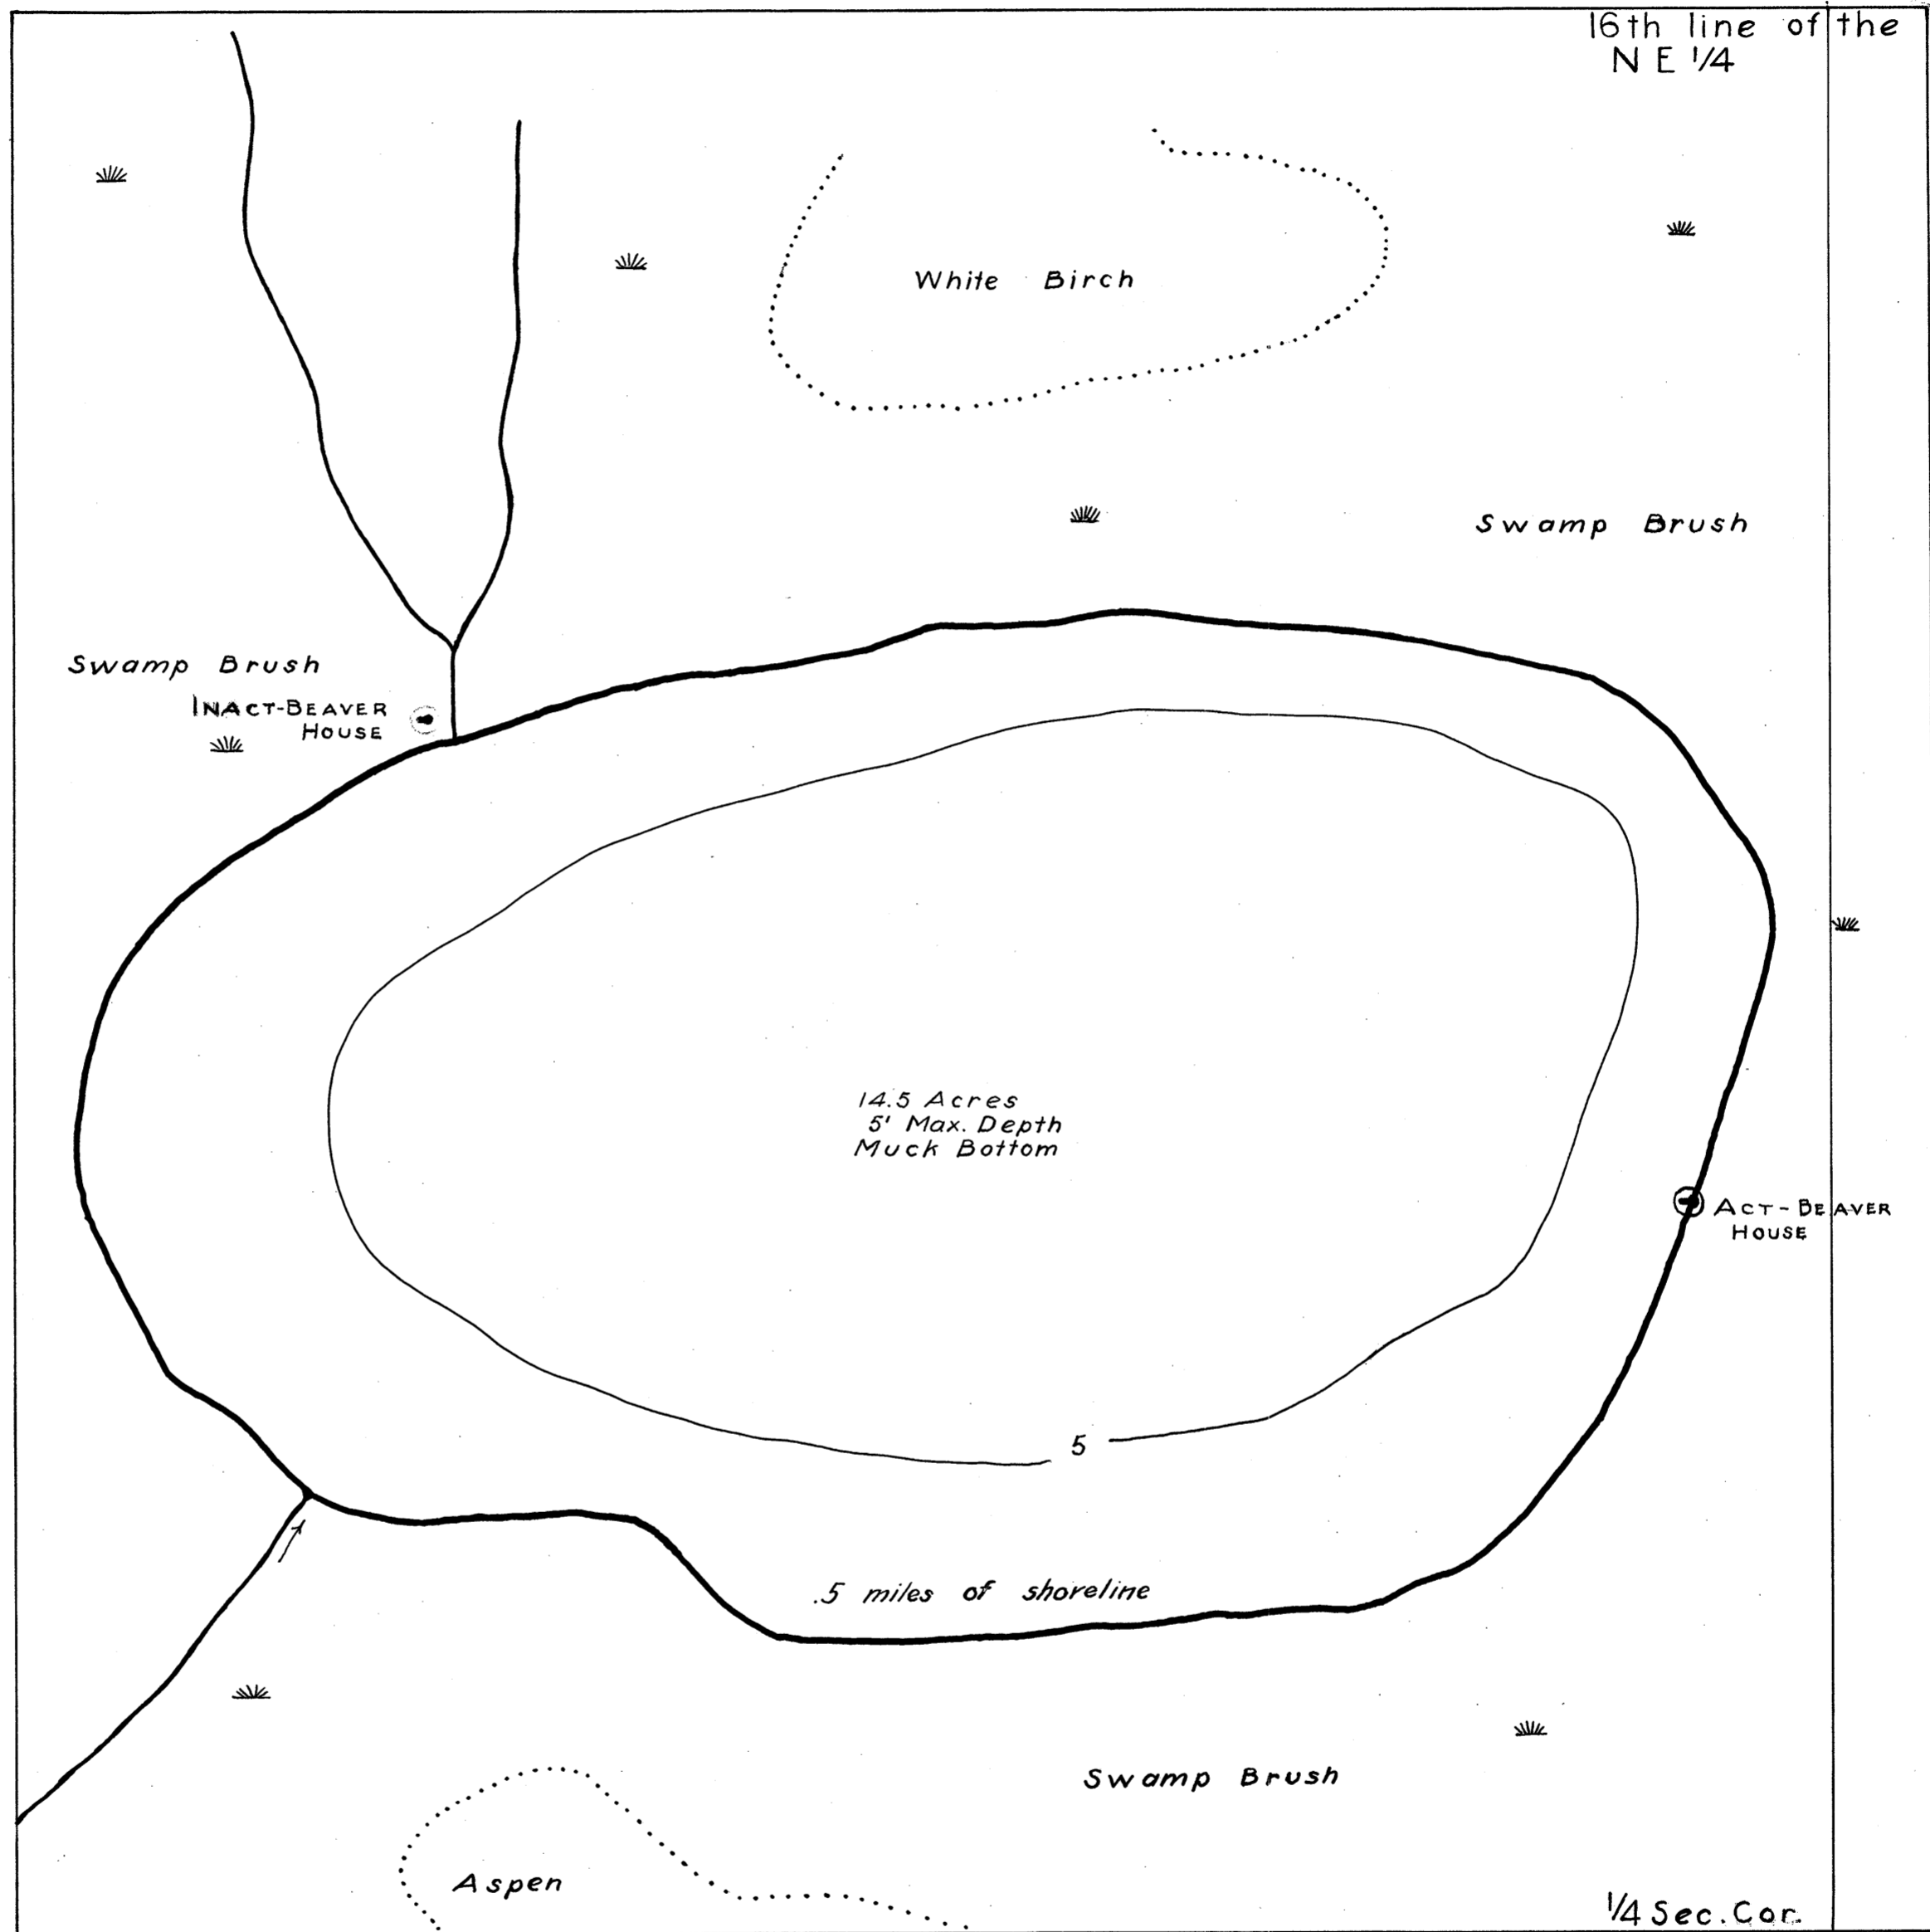 16th line of the
NE 1/4
White Birch
Swamp Brush
Swamp Brush
INACT-BEAVER
HOUSE
14.5 Acres
5' Max. Depth
Muck Bottom
ACT-BEAVER
HOUSE
5
.5 miles of shoreline
Swamp Brush
Aspen
1/4 Sec. Cor.